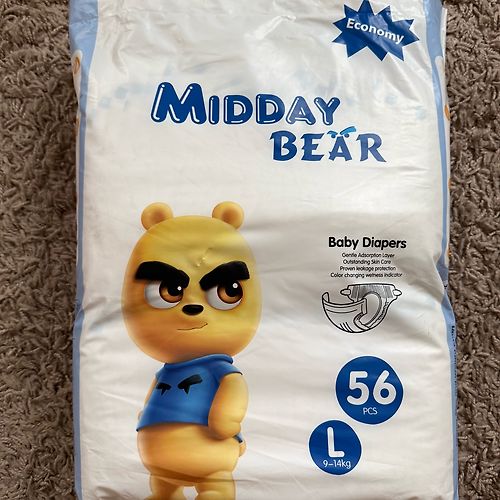 Economy
MIDDAY
BEAR
Baby Diapers
Gentle Adsorption Layer
Outstanding Skin Care
Proven leakage protection
Color changing wetness indicator
56
PCS
L
9-14kg